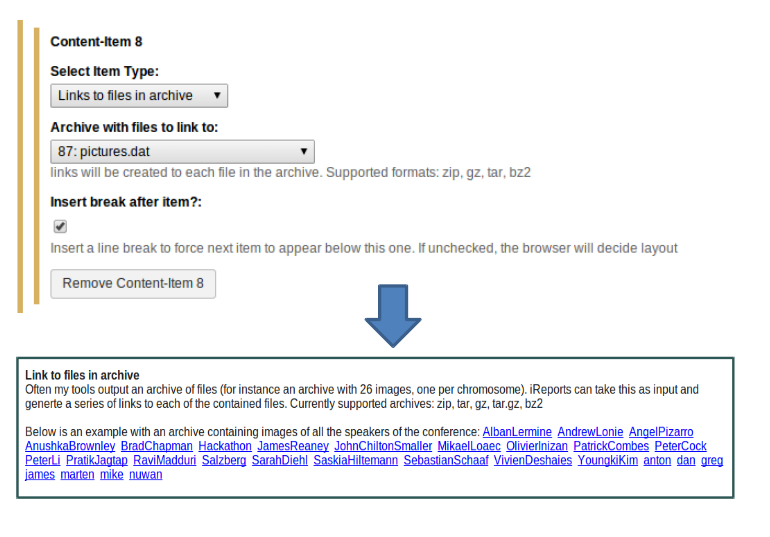 Content-Item 8
Select Item Type:
Links to files in archive
Archive with files to link to:
87: pictures.dat
links will be created to each file in the archive. Supported formats: zip, gz, tar, bz2
Insert break after item?:
Insert a line break to force next item to appear below this one. If unchecked, the browser will decide layout
Remove Content-Item 8
Link to files in archive
Often my tools output an archive of files (for instance an archive with 26 images, one per chromosome). iReports can take this as input and
generte a series of links to each of the contained files. Currently supported archives: zip, tar, gz, tar.gz, bz2
Below is an example with an archive containing images of all the speakers of the conference: AlbanLermine AndrewLonie AngelPizarro
AnushkaBrownley BradChapman Hackathon JamesReaney JohnChiltonSmaller MikaelLoaec OlivierInizan PatrickCombes PeterCock
PeterLi PratikJagtap RaviMadduri Salzberg SarahDiehl SaskiaHiltemann SebastianSchaaf VivienDeshaies YoungkiKim anton dan greg
james marten mike nuwan